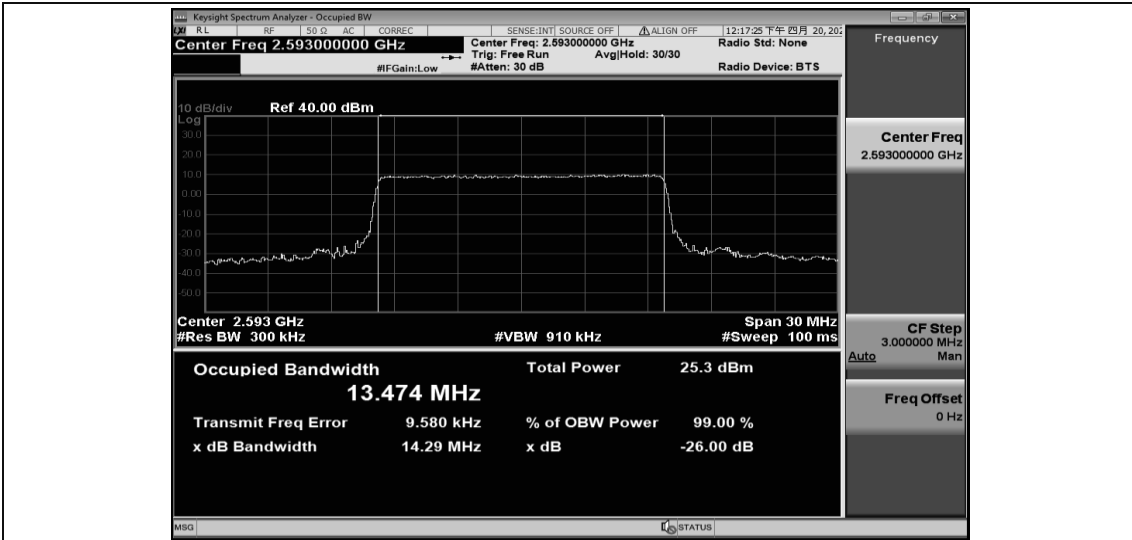 Keysight Spectrum Analyzer - Occupied BW
LXI RL RF 50 Ω AC CORREC SENSE:INT SOURCE OFF ALIGN OFF 12:17:25 下午 四月 20, 202
Center Freq 2.593000000 GHz
Center Freq: 2.593000000 GHz
Radio Std: None
Trig: Free Run Avg|Hold: 30/30
#IFGain:Low
#Atten: 30 dB
Radio Device: BTS
10 dB/div Ref 40.00 dBm
Log
30.0
20.0
10.0
0.00
-10.0
-20.0
-30.0
-40.0
-50.0
Center 2.593 GHz
Span 30 MHz
#Res BW 300 kHz
#VBW 910 kHz
#Sweep 100 ms
Occupied Bandwidth
13.474 MHz
Total Power 25.3 dBm
Transmit Freq Error 9.580 kHz
% of OBW Power 99.00 %
x dB Bandwidth 14.29 MHz
x dB -26.00 dB
Frequency
Center Freq
2.593000000 GHz
CF Step
3.000000 MHz
Auto Man
Freq Offset
0 Hz
MSG
STATUS